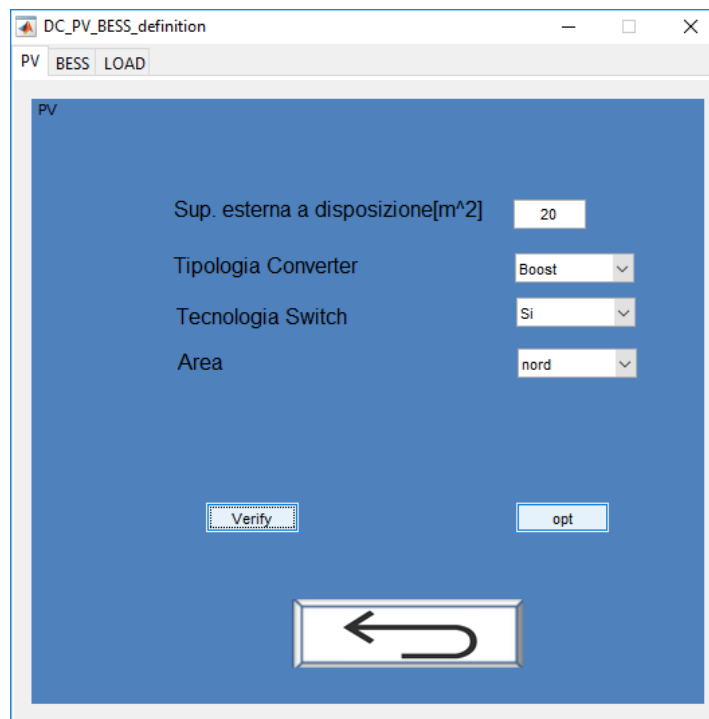 DC_PV_BESS_definition
PV BESS LOAD
PV
Sup. esterna a disposizione[m^2] 20
Tipologia Converter Boost
Tecnologia Switch Si
Area nord
Verify opt